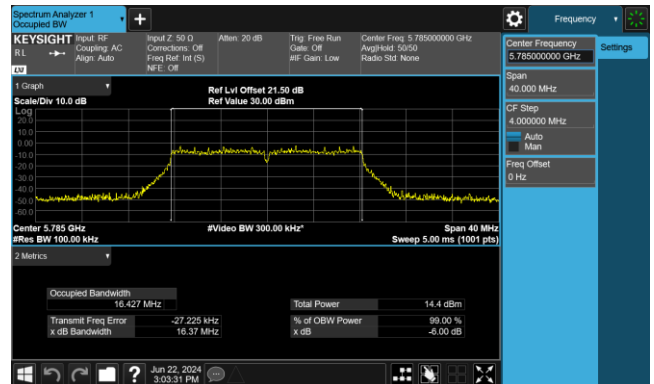 Spectrum Analyzer 1
Occupied BW
Frequency
KEYSIGHT Input: RF Input Z: 50 Ω Atten: 20 dB Trig: Free Run Center Freq: 5.785000000 GHz
RL Coupling: AC Corrections: Off Gate: Off Avg|Hold: 50/50
Align: Auto Freq Ref: Int (S) #IF Gain: Low Radio Std: None
NFE: Off
LXI
Center Frequency
5.785000000 GHz
Settings
Span
40.000 MHz
CF Step
4.000000 MHz
Auto
Man
Freq Offset
0 Hz
1 Graph
Ref Lvl Offset 21.50 dB
Scale/Div 10.0 dB Ref Value 30.00 dBm
Log
20.0
10.0
0.00
-10.0
-20.0
-30.0
-40.0
-50.0
-60.0
Center 5.785 GHz #Video BW 300.00 kHz* Span 40 MHz
#Res BW 100.00 kHz Sweep 5.00 ms (1001 pts)
2 Metrics
Occupied Bandwidth
16.427 MHz Total Power 14.4 dBm
Transmit Freq Error -27.225 kHz % of OBW Power 99.00 %
x dB Bandwidth 16.37 MHz x dB -6.00 dB
?
Jun 22, 2024
3:03:31 PM